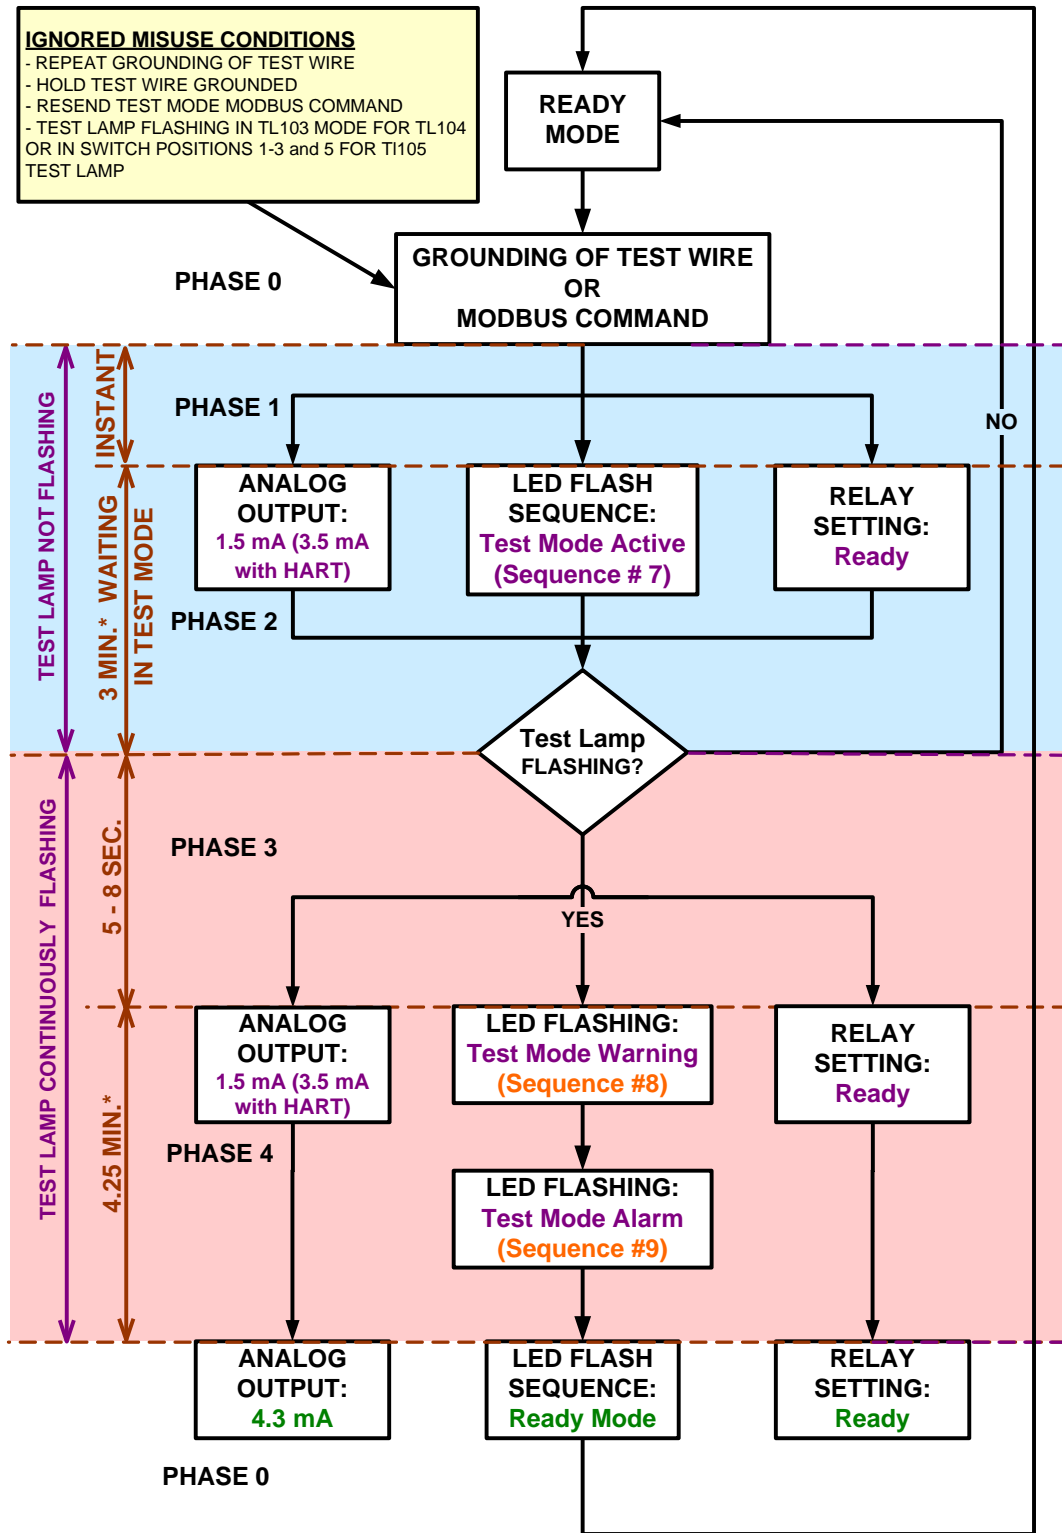 IGNORED MISUSE CONDITIONS
- REPEAT GROUNDING OF TEST WIRE
- HOLD TEST WIRE GROUNDED
- RESEND TEST MODE MODBUS COMMAND
- TEST LAMP FLASHING IN TL103 MODE FOR TL104
OR IN SWITCH POSITIONS 1-3 and 5 FOR Tl105
TEST LAMP
READY
MODE
PHASE 0
GROUNDING OF TEST WIRE
OR
MODBUS COMMAND
TEST LAMP NOT FLASHING
INSTANT
PHASE 1
NO
3 MIN.* WAITING
IN TEST MODE
ANALOG
OUTPUT:
1.5 mA (3.5 mA
with HART)
LED FLASH
SEQUENCE:
Test Mode Active
(Sequence # 7)
RELAY
SETTING:
Ready
PHASE 2
Test Lamp
FLASHING?
TEST LAMP CONTINUOUSLY FLASHING
5 - 8 SEC.
PHASE 3
YES
4.25 MIN.*
ANALOG
OUTPUT:
1.5 mA (3.5 mA
with HART)
LED FLASHING:
Test Mode Warning
(Sequence #8)
RELAY
SETTING:
Ready
PHASE 4
LED FLASHING:
Test Mode Alarm
(Sequence #9)
ANALOG
OUTPUT:
4.3 mA
LED FLASH
SEQUENCE:
Ready Mode
RELAY
SETTING:
Ready
PHASE 0